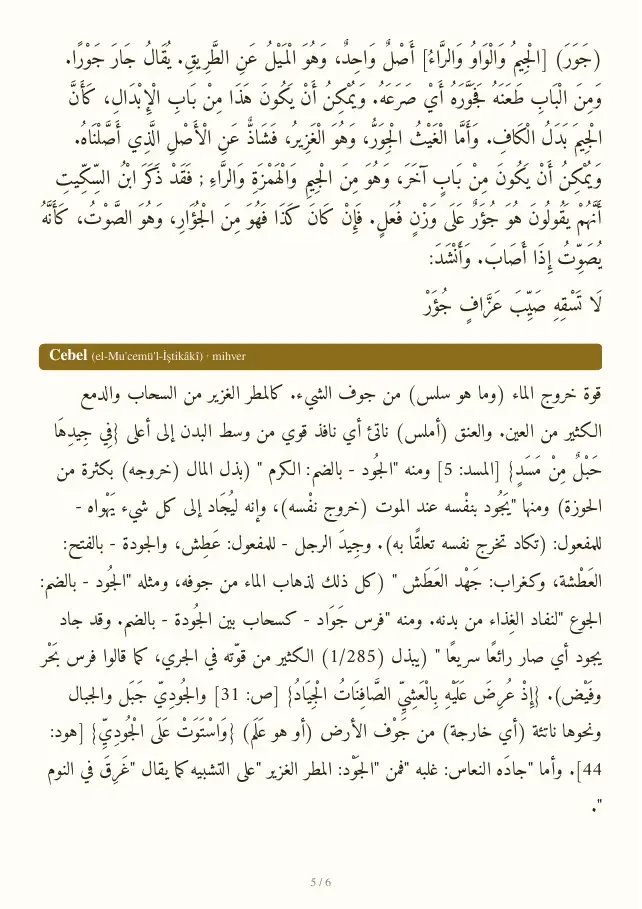 (جَوَرَ) [الْجِيمُ وَالْوَاوُ وَالرَّاءُ] أَصْلٌ وَاحِدٌ، وَهُوَ الْمَيْلُ عَنِ الطَّرِيقِ. يُقَالُ جَارَ جَوْرًا.
وَمِنَ الْبَابِ طَعَنَهُ فَجَوَّرَهُ أَيْ صَرَعَهُ. وَيُمْكِنُ أَنْ يَكُونَ هَذَا مِنْ بَابِ الْإِبْدَالِ، كَأَنَّ
الْجِيمَ بَدَلُ الْكَافِ. وَأَمَّا الْغَيْثُ الْجِوَرُّ، وَهُوَ الْغَزِيرُ، فَشَاذٌّ عَنِ الْأَصْلِ الَّذِي أَصَّلْنَاهُ.
وَيُمْكِنُ أَنْ يَكُونَ مِنْ بَابٍ آخَرَ، وَهُوَ مِنَ الْجِيمِ وَالْهَمْزَةِ وَالرَّاءِ ; فَقَدْ ذَكَرَ ابْنُ السِّكِّيتِ
أَنَّهُمْ يَقُولُونَ هُوَ جُؤَرٌ عَلَى وَزْنِ فُعَلٍ. فَإِنْ كَانَ كَذَا فَهُوَ مِنَ الْجُؤَارِ، وَهُوَ الصَّوْتُ، كَأَنَّهُ
يُصَوِّتُ إِذَا أَصَابَ. وَأَنْشَدَ:
لَا تَسْقِهِ صَيِّبَ عَزَّافٍ جُؤَرْ
Cebel (el-Mu'cemü'l-İştikâkî) · mihver
قوة خروج الماء (وما هو سلس) من جوف الشيء. كالمطر الغزير من السحاب والدمع
الكثير من العين. والعنق (أملس) ناتئ أي نافذ قوي من وسط البدن إلى أعلى {فِي جِيدِهَا
حَبْلٌ مِنْ مَسَدٍ} [المسد: 5] ومنه "الجُود - بالضم: الكرم " (بذل المال (خروجه) بكثرة من
الحوزة) ومنها "يَجُود بنفْسه عند الموت (خروج نفْسه)، وإنه ليُجَاد إلى كل شيء يَهْواه -
للمفعول: (تكاد تخرج نفسه تعلقًا به). وجِيدَ الرجل - للمفعول: عَطِش، والجودة - بالفتح:
العَطْشة، وكغراب: جَهْد العَطَش " (كل ذلك لذهاب الماء من جوفه، ومثله "الجُود - بالضم:
الجوع "لنفاد الغِذاء من بدنه. ومنه "فرس جَوَاد - كسحاب بين الجُودة - بالضم. وقد جاد
يجود أي صار رائعًا سريعًا " (يبذل (1/285) الكثير من قوّته في الجري، كما قالوا فرس بَحْر
وفَيْض). {إِذْ عُرِضَ عَلَيْهِ بِالْعَشِيِّ الصَّافِنَاتُ الْجِيَادُ} [ص: 31] والجُودِيّ جَبَل والجبال
ونحوها ناتئة (أي خارجة) من جَوْف الأرض (أو هو عَلَم) {وَاسْتَوَتْ عَلَى الْجُودِيِّ} [هود:
44]. وأما "جادَه النعاس: غلبه "فمن "الجَوْد: المطر الغزير "على التشبيه كما يقال "غَرِقَ في النوم
".
5 / 6